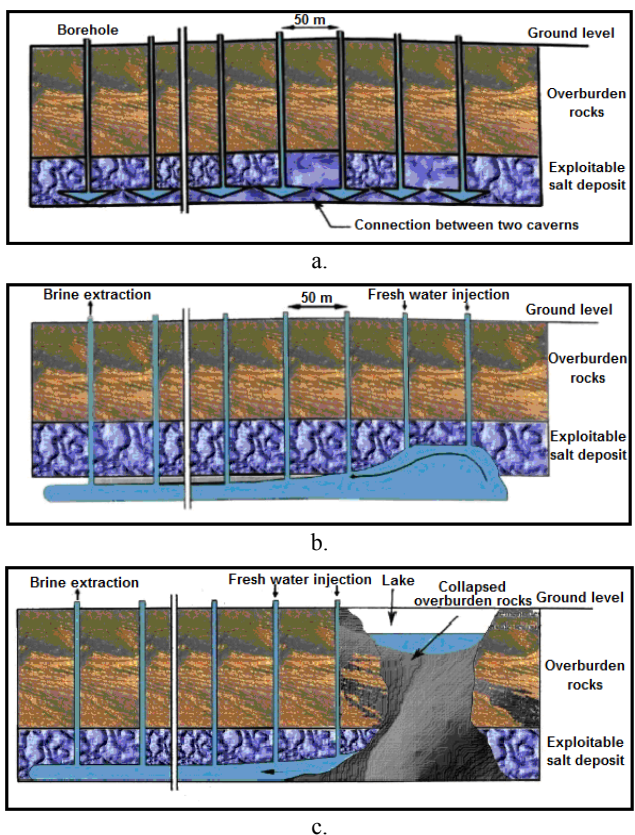 50 m
Borehole
Ground level
Overburden
rocks
Exploitable
salt deposit
Connection between two caverns
a.
Brine extraction
50 m
Fresh water injection
Ground level
Overburden
rocks
Exploitable
salt deposit
b.
Brine extraction
Fresh water injection
Lake
Collapsed
overburden rocks
Ground level
Overburden
rocks
Exploitable
salt deposit
c.